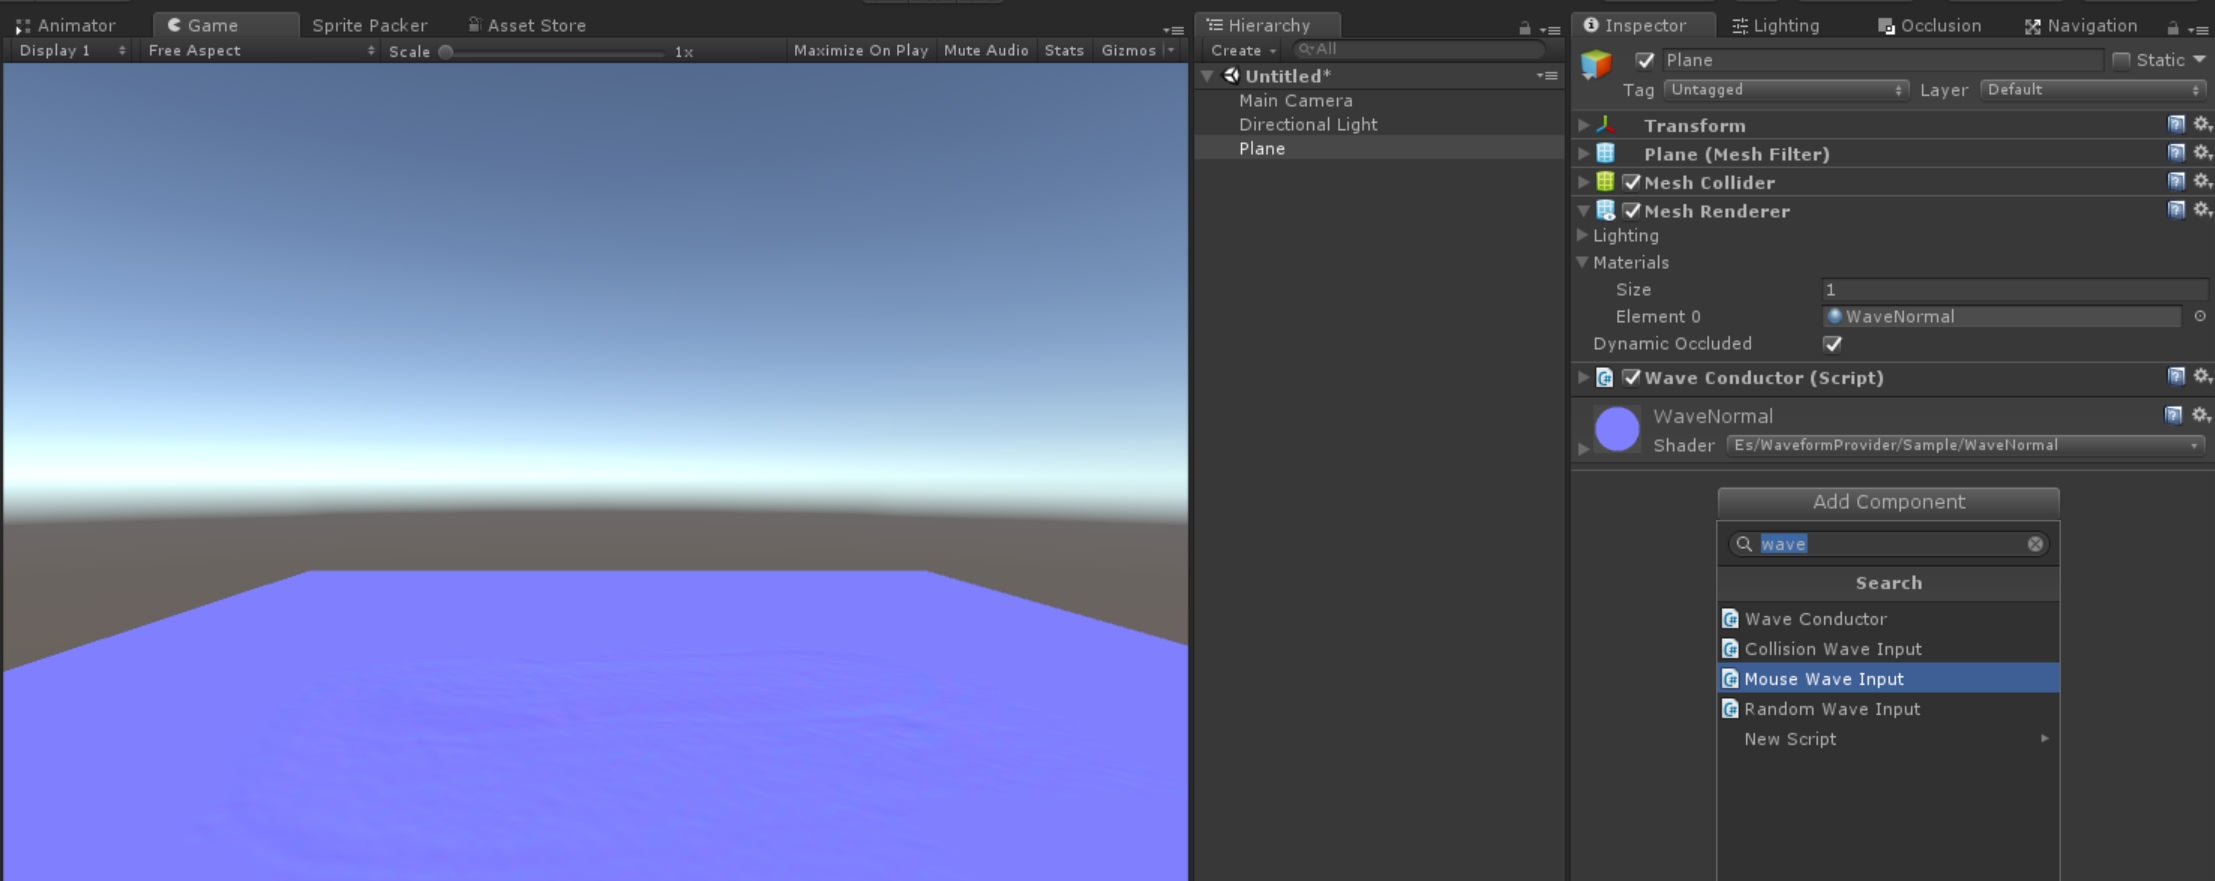 Animator Game Sprite Packer Asset Store
Display 1 Free Aspect Scale 1x Maximize On Play Mute Audio Stats Gizmos
Hierarchy
Create All
Untitled*
Main Camera
Directional Light
Plane
Inspector Lighting Occlusion Navigation
Plane Static
Tag Untagged Layer Default
Transform
Plane (Mesh Filter)
Mesh Collider
Mesh Renderer
Lighting
Materials
Size 1
Element 0 WaveNormal
Dynamic Occluded
Wave Conductor (Script)
WaveNormal
Shader Es/WaveformProvider/Sample/WaveNormal
Add Component
wave
Search
Wave Conductor
Collision Wave Input
Mouse Wave Input
Random Wave Input
New Script